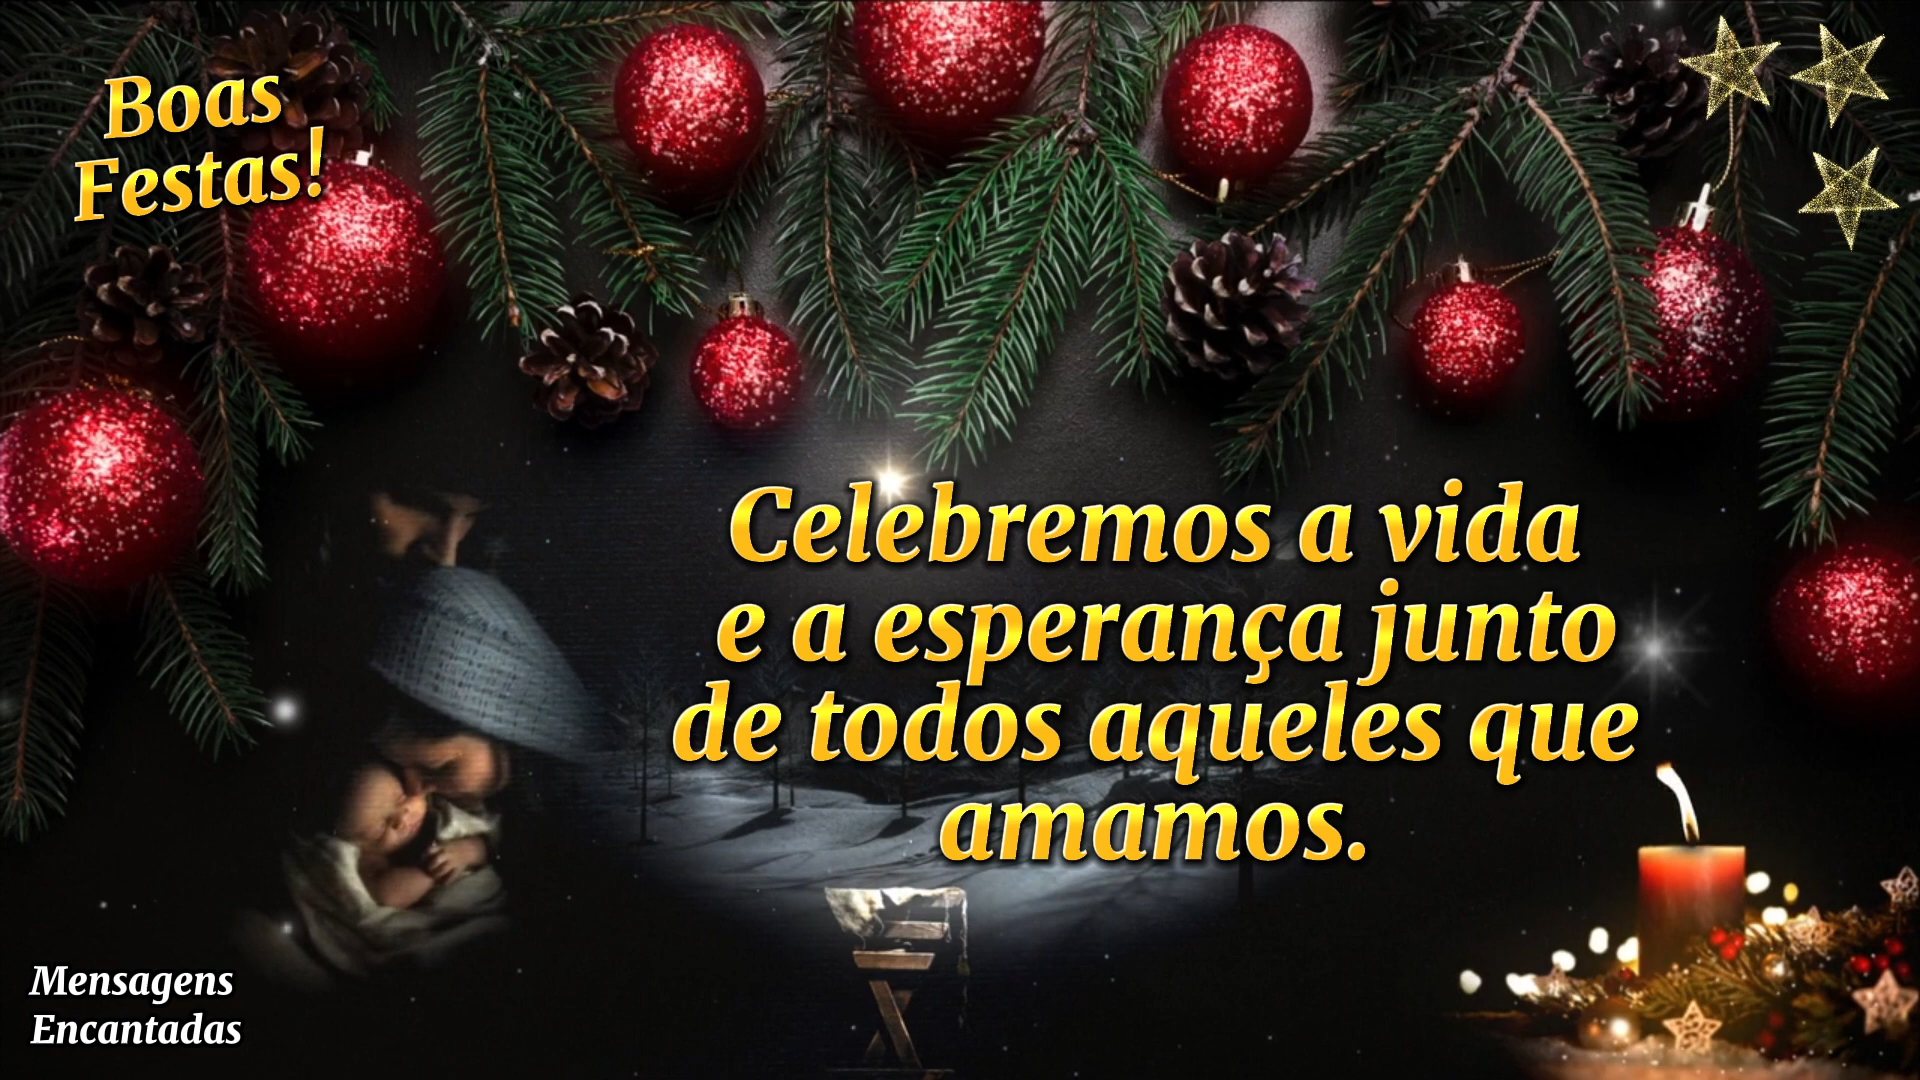 Boas
Festas!
Celebremos a vida
e a esperança junto
de todos aqueles que
amamos.
Mensagens
Encantadas